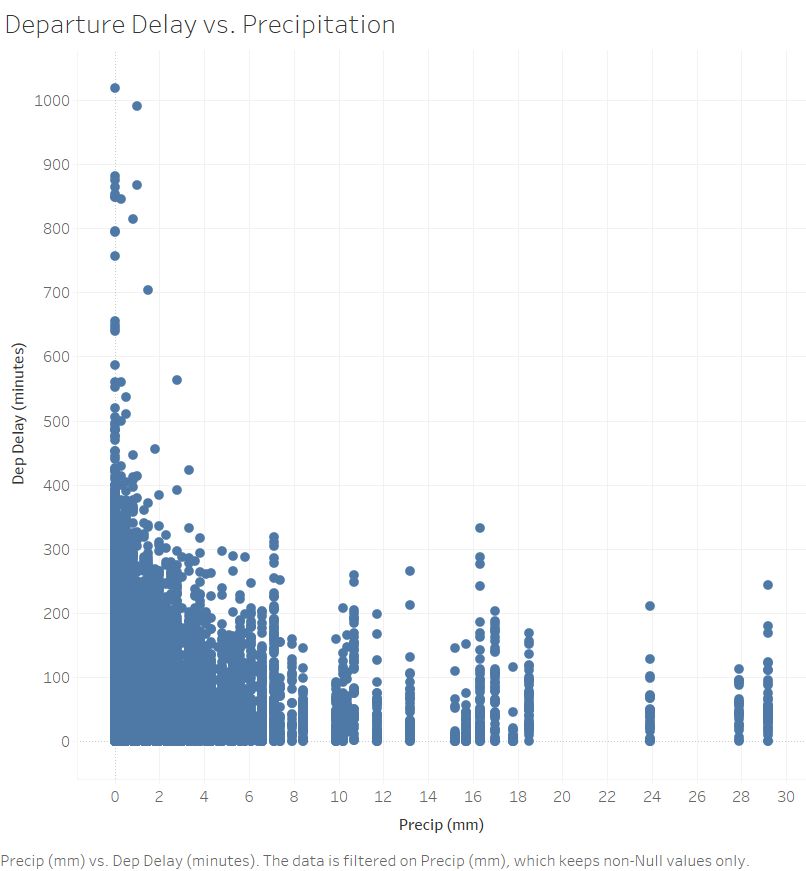 Departure Delay vs. Precipitation
1000
900
800
700
600
500
400
300
200
100
0
Dep Delay (minutes)
0 2 4 6 8 10 12 14 16 18 20 22 24 26 28 30
Precip (mm)
Precip (mm) vs. Dep Delay (minutes). The data is filtered on Precip (mm), which keeps non-Null values only.